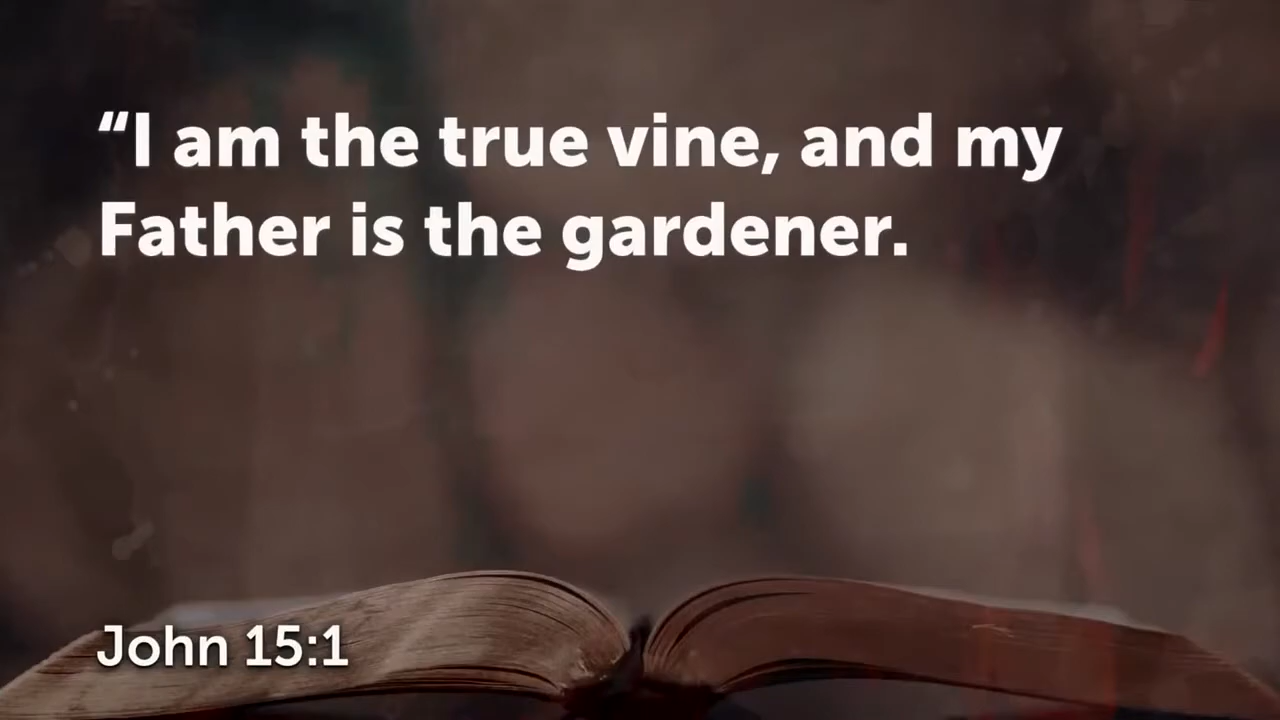 “I am the true vine, and my
Father is the gardener.
John 15:1